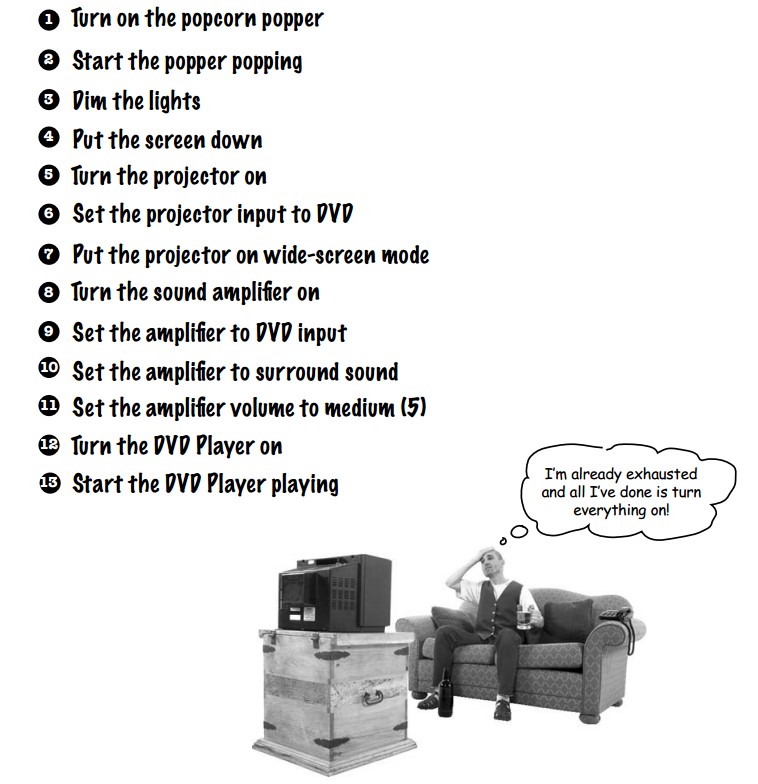 1 Turn on the popcorn popper
2 Start the popper popping
3 Dim the lights
4 Put the screen down
5 Turn the projector on
6 Set the projector input to DVD
7 Put the projector on wide-screen mode
8 Turn the sound amplifier on
9 Set the amplifier to DVD input
10 Set the amplifier to surround sound
11 Set the amplifier volume to medium (5)
12 Turn the DVD Player on
13 Start the DVD Player playing
I'm already exhausted
and all I've done is turn
everything on!